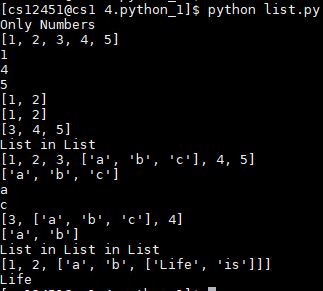 [cs12451@cs1 4.python_1]$ python list.py
Only Numbers
[1, 2, 3, 4, 5]
1
4
5
[1, 2]
[1, 2]
[3, 4, 5]
List in List
[1, 2, 3, ['a', 'b', 'c'], 4, 5]
['a', 'b', 'c']
a
c
[3, ['a', 'b', 'c'], 4]
['a', 'b']
List in List in List
[1, 2, ['a', 'b', ['Life', 'is']]]
Life